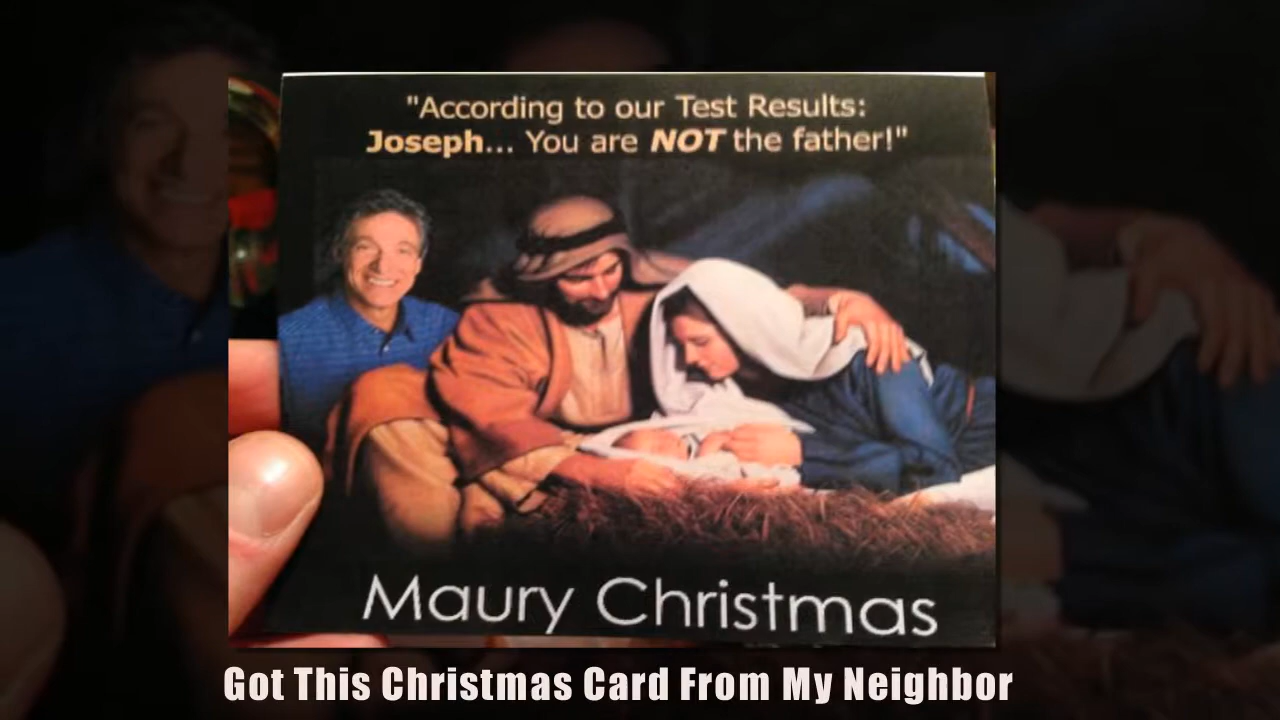 "According to our Test Results:
Joseph... You are NOT the father!"
Maury Christmas
Got This Christmas Card From My Neighbor